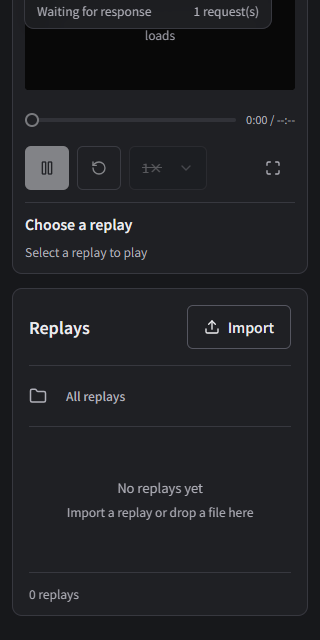 Waiting for response 1 request(s)
loads
0:00 / --:--
1X
Choose a replay
Select a replay to play
Replays
Import
All replays
No replays yet
Import a replay or drop a file here
0 replays